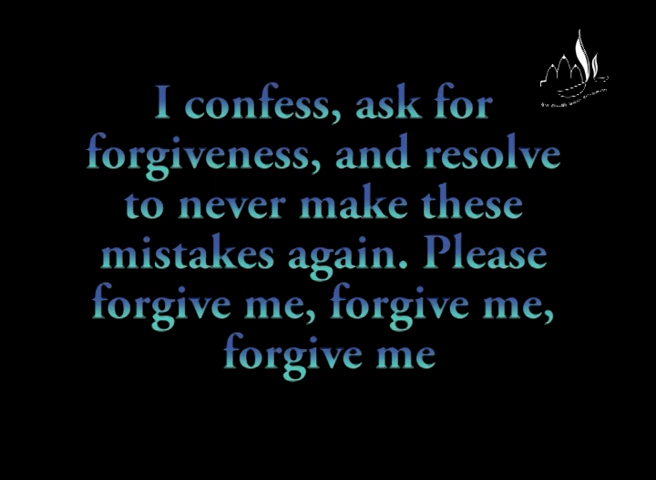 I confess, ask for
forgiveness, and resolve
to never make these
mistakes again. Please
forgive me, forgive me,
forgive me